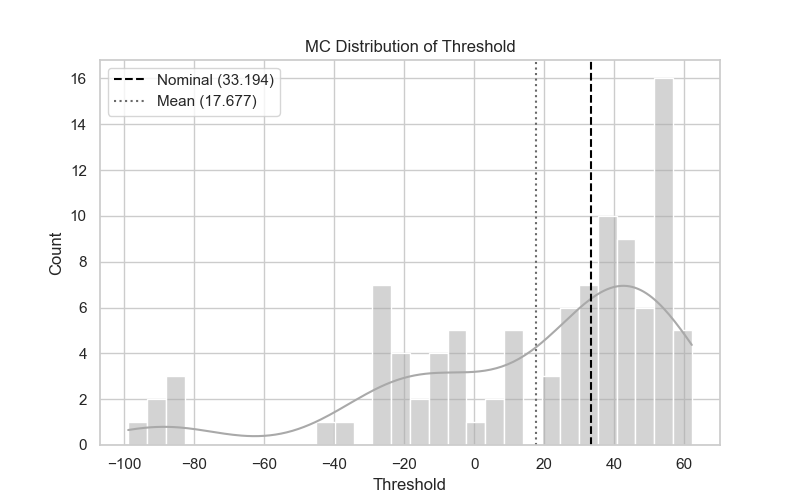 MC Distribution of Threshold
Nominal (33.194)
Mean (17.677)
16
14
12
10
8
6
4
2
0
Count
−100 −80 −60 −40 −20 0 20 40 60
Threshold